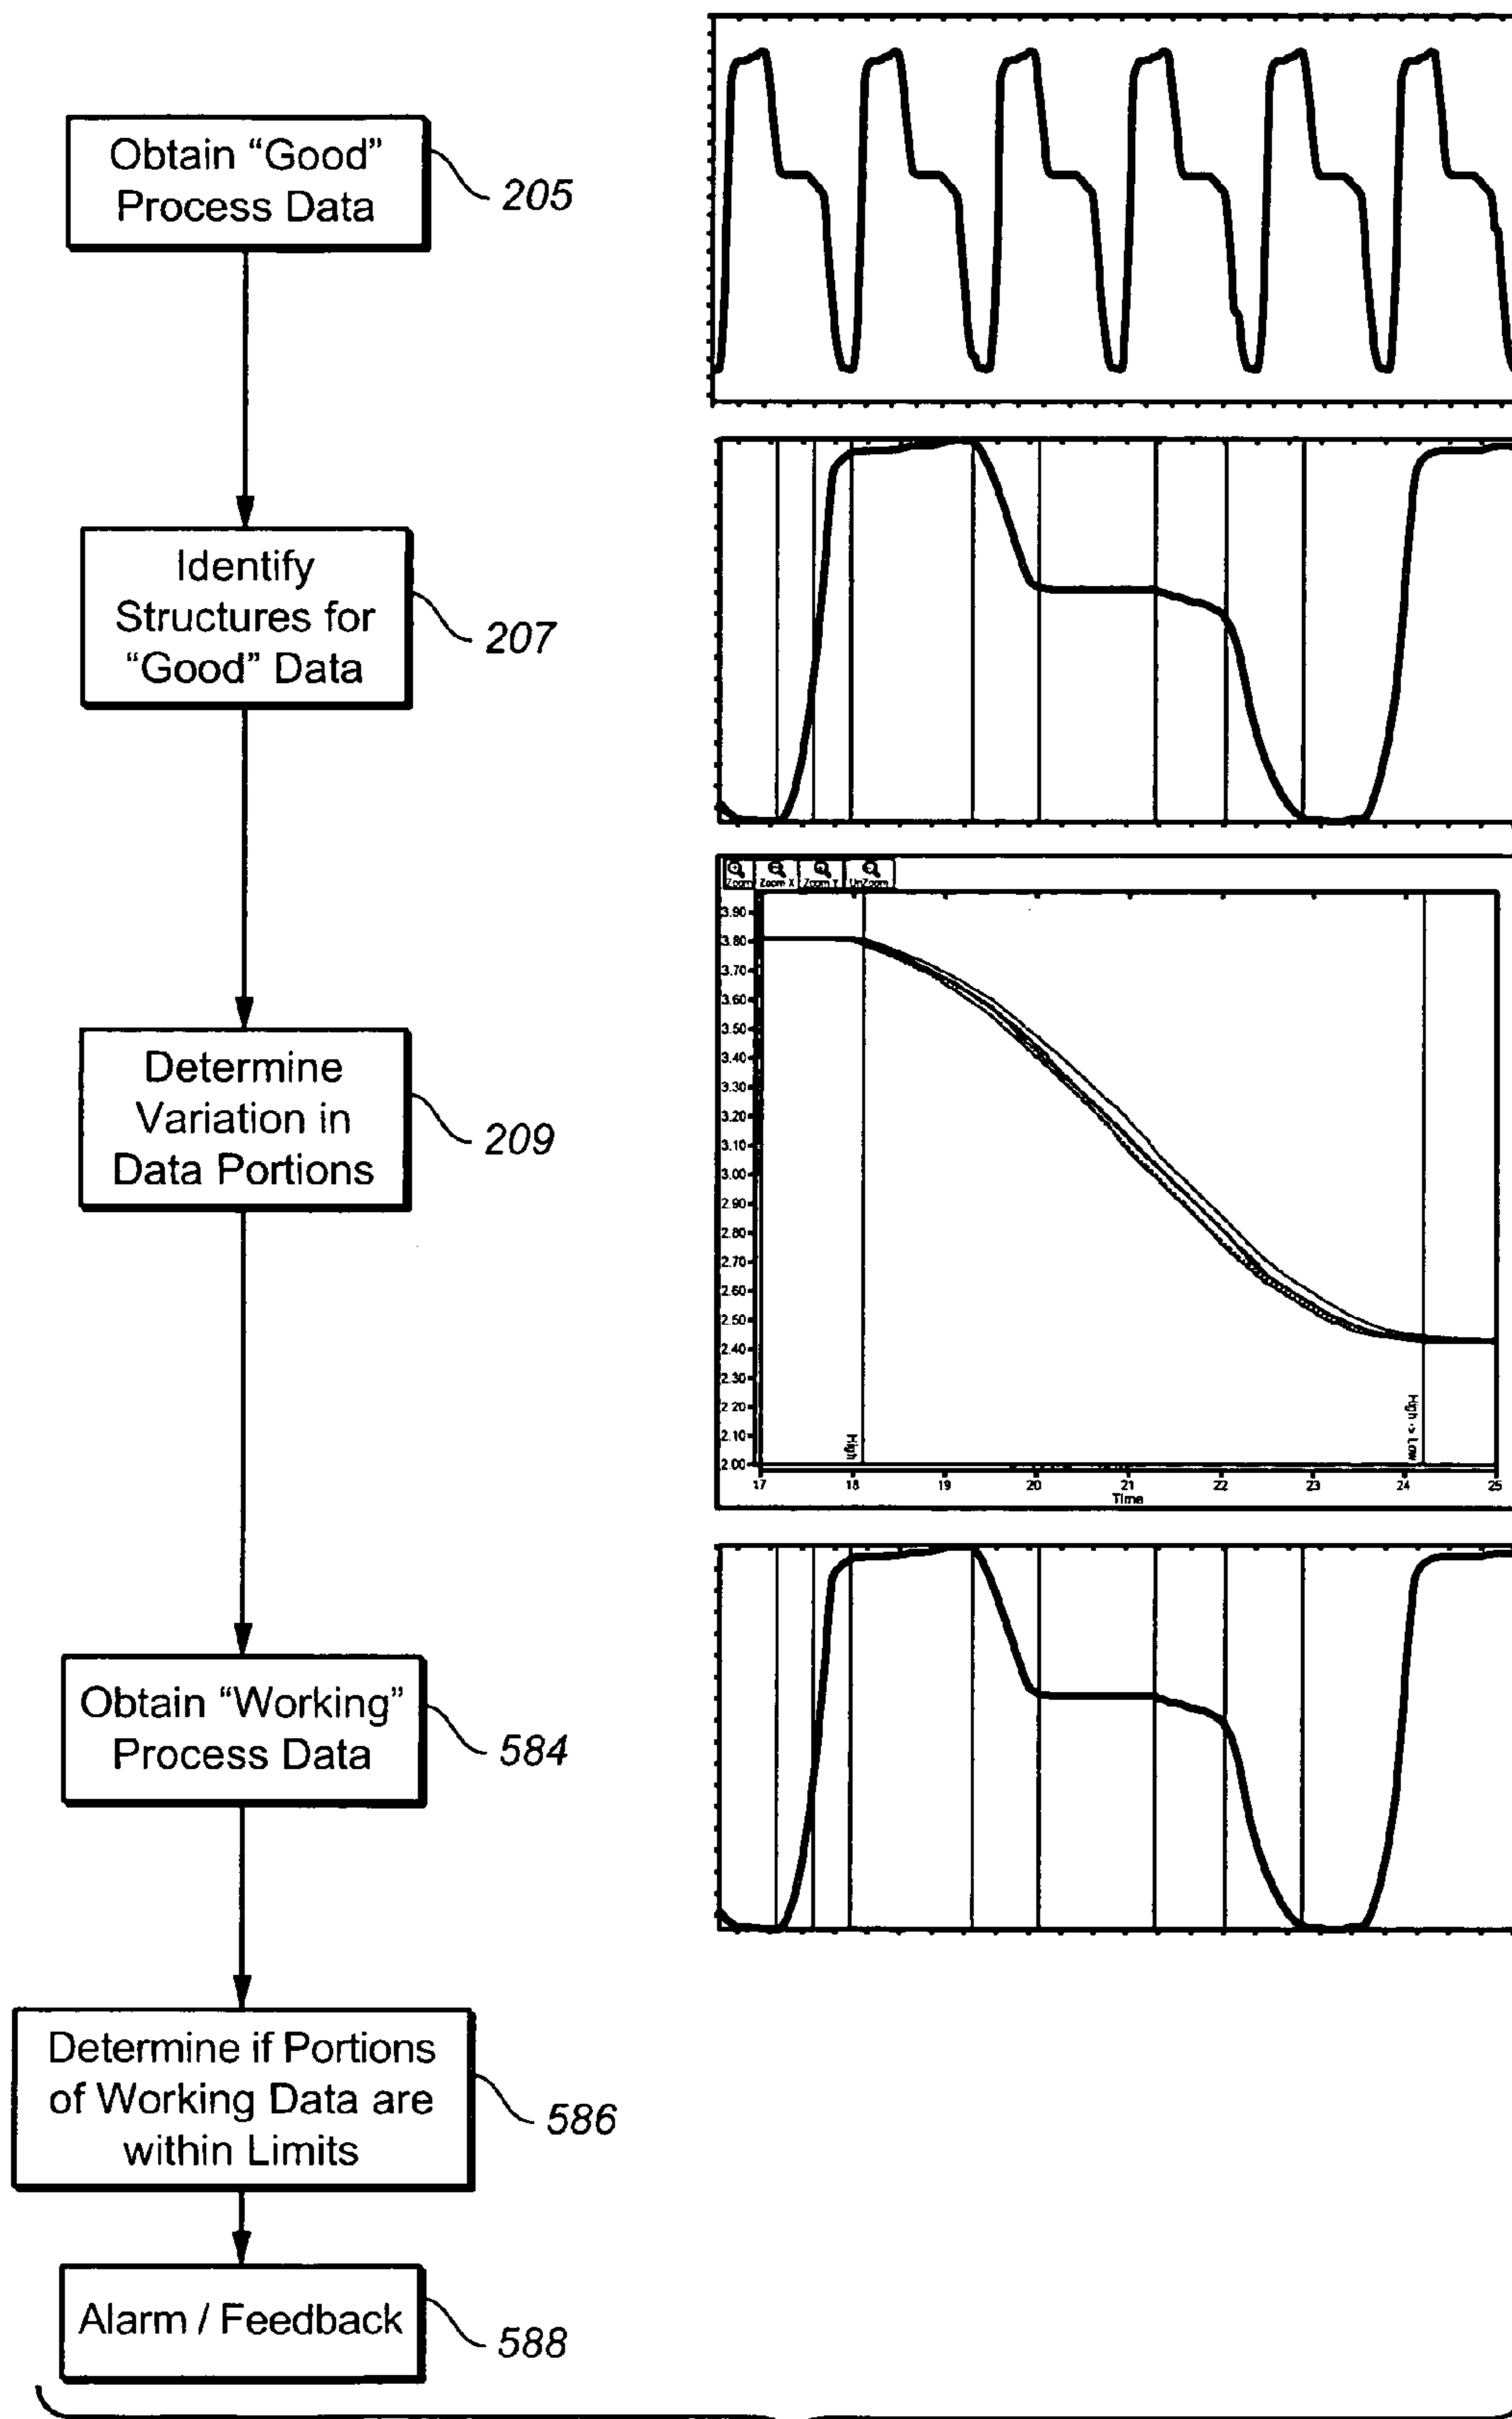 Obtain “Good”
Process Data
205
Identify
Structures for
“Good” Data
207
Zoom Zoom X Zoom Y UnZoom
3.90
3.80
3.70
3.60
3.50
3.40
3.30
3.20
3.10
3.00
2.90
2.80
2.70
2.60
2.50
2.40
2.30
2.20
2.10
2.00
High
High -> Low
17 18 19 20 21 22 23 24 25
Time
Determine
Variation in
Data Portions
209
Obtain “Working”
Process Data
584
Determine if Portions
of Working Data are
within Limits
586
Alarm / Feedback
588